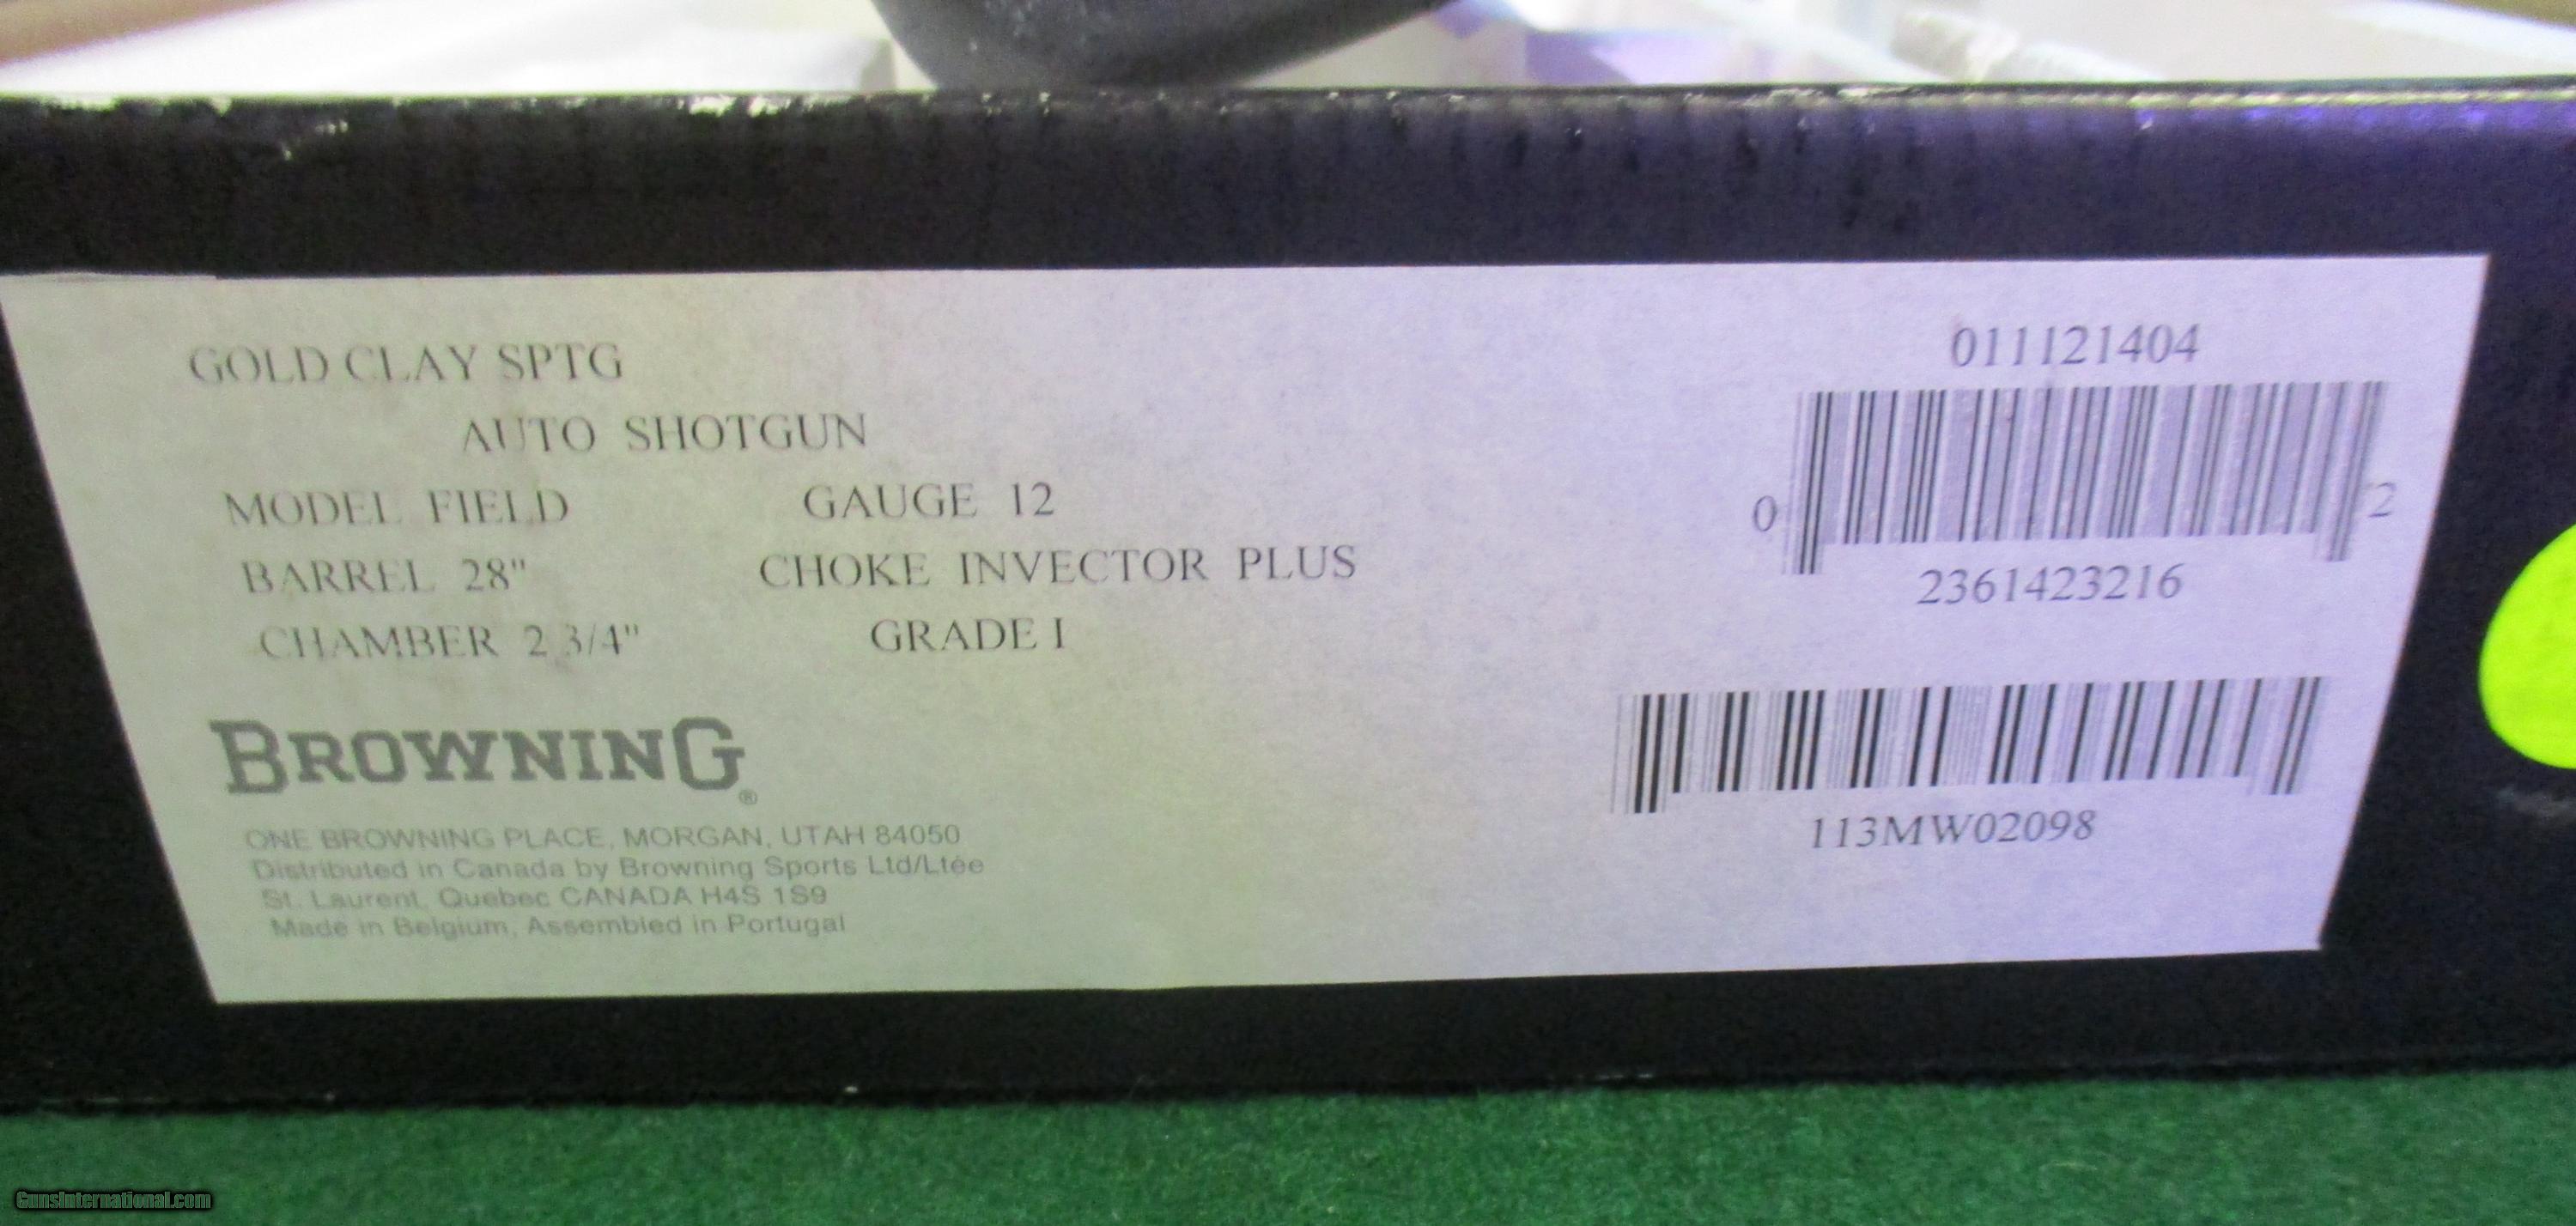 GOLD CLAY SPTG
AUTO SHOTGUN
MODEL FIELD GAUGE 12
BARREL 28" CHOKE INVECTOR PLUS
CHAMBER 2 3/4" GRADE I
BROWNING®
ONE BROWNING PLACE, MORGAN, UTAH 84050
Distributed in Canada by Browning Sports Ltd/Ltée
St. Laurent, Quebec CANADA H4S 1S9
Made in Belgium, Assembled in Portugal
011121404
0 2
2361423216
113MW02098
GunsInternational.com